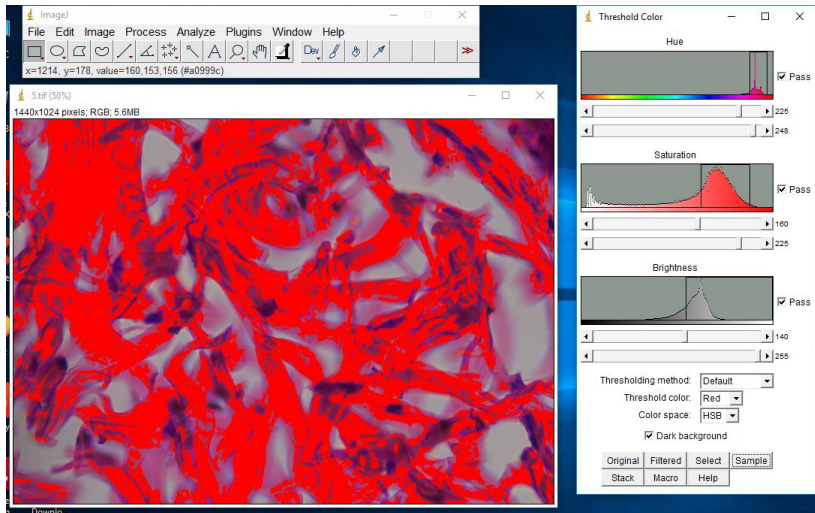 ImageJ
File Edit Image Process Analyze Plugins Window Help
A Dev
x=1214, y=178, value=160,153,156 (#a0999c)
5.tif (50%)
1440x1024 pixels; RGB; 5.6MB
Threshold Color
Hue
Pass
225
248
Saturation
Pass
160
225
Brightness
Pass
140
255
Thresholding method: Default
Threshold color: Red
Color space: HSB
Dark background
Original Filtered Select Sample
Stack Macro Help